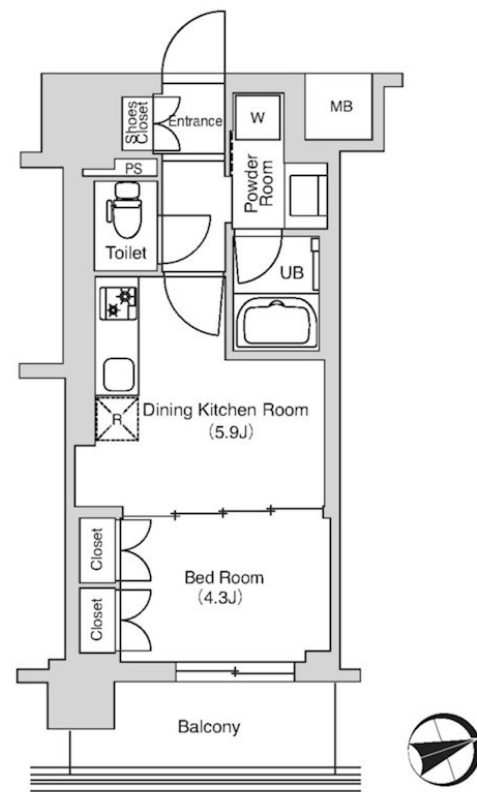 MB
Shoes
Closet
Entrance
W
Powder
Room
PS
Toilet
UB
Dining Kitchen Room
(5.9J)
R
Closet
Bed Room
(4.3J)
Closet
Balcony